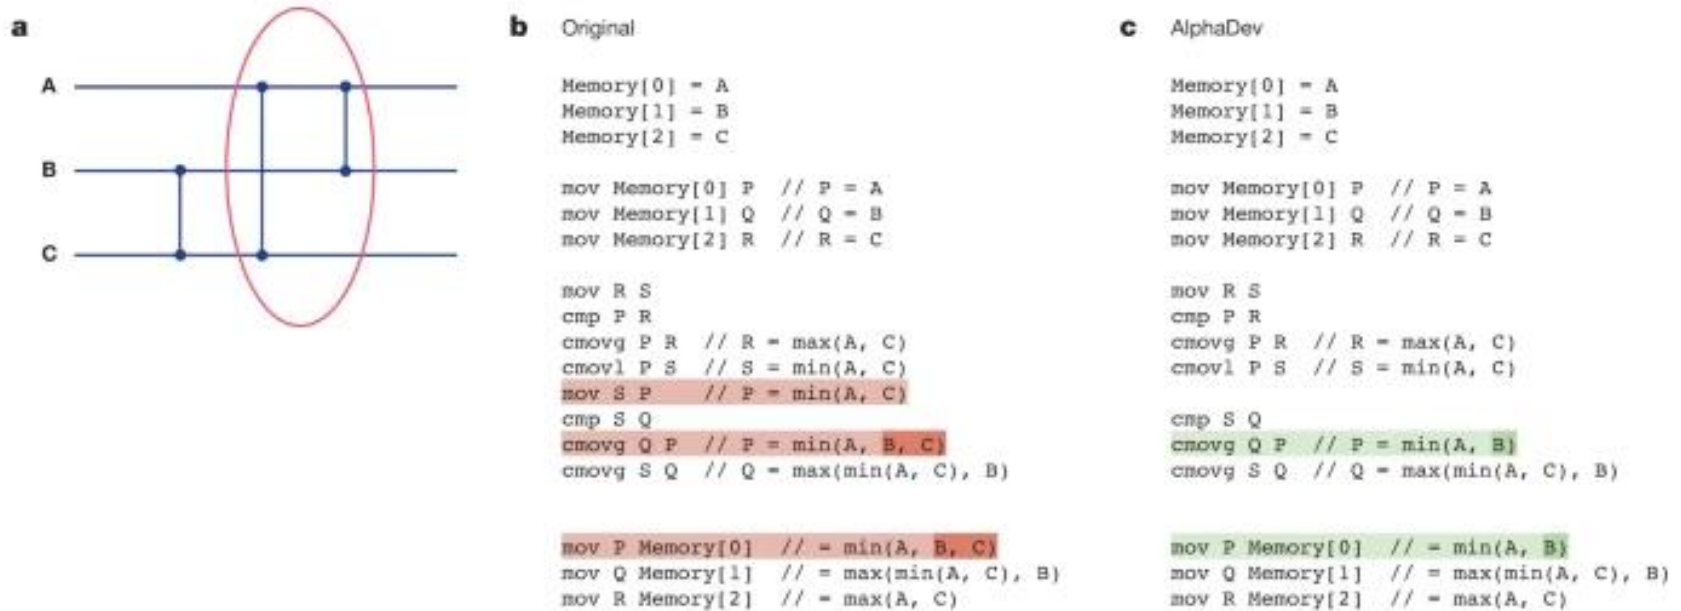 a
A
B
C
b Original
Memory[0] = A
Memory[1] = B
Memory[2] = C
mov Memory[0] P // P = A
mov Memory[1] Q // Q = B
mov Memory[2] R // R = C
mov R S
cmp P R
cmovg P R // R = max(A, C)
cmovl P S // S = min(A, C)
mov S P // P = min(A, C)
cmp S Q
cmovg Q P // P = min(A, B, C)
cmovg S Q // Q = max(min(A, C), B)
mov P Memory[0] // = min(A, B, C)
mov Q Memory[1] // = max(min(A, C), B)
mov R Memory[2] // = max(A, C)
c AlphaDev
Memory[0] = A
Memory[1] = B
Memory[2] = C
mov Memory[0] P // P = A
mov Memory[1] Q // Q = B
mov Memory[2] R // R = C
mov R S
cmp P R
cmovg P R // R = max(A, C)
cmovl P S // S = min(A, C)
cmp S Q
cmovg Q P // P = min(A, B)
cmovg S Q // Q = max(min(A, C), B)
mov P Memory[0] // = min(A, B)
mov Q Memory[1] // = max(min(A, C), B)
mov R Memory[2] // = max(A, C)